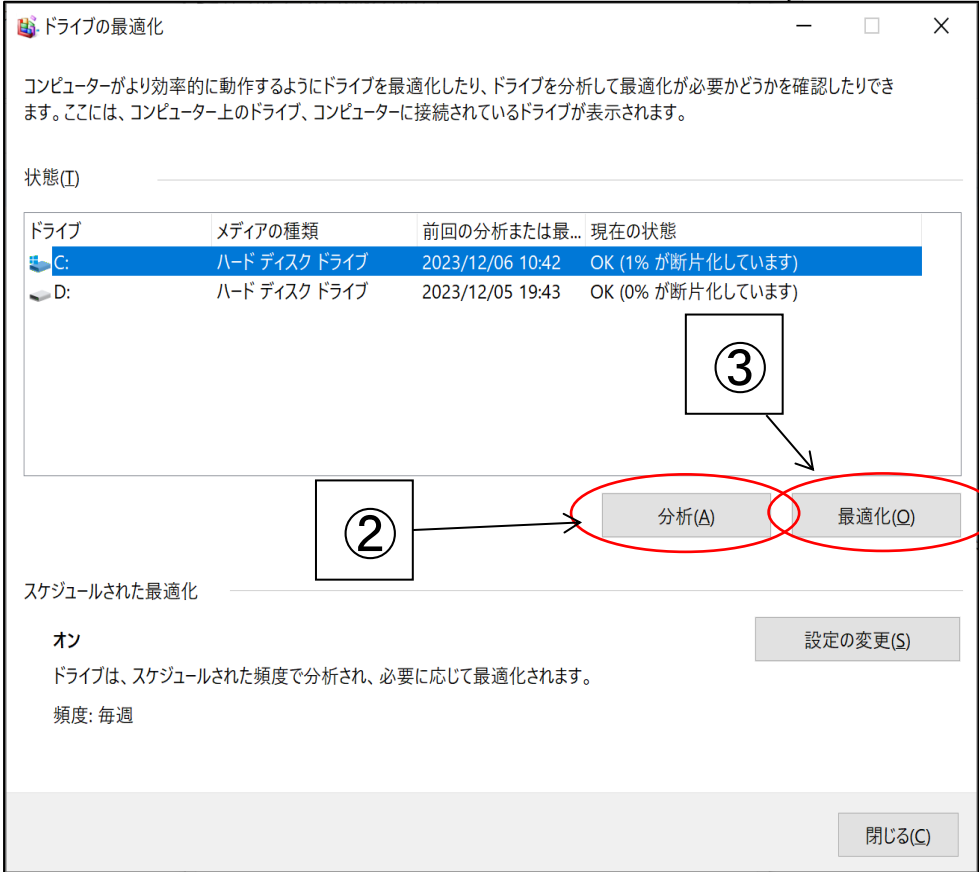 ドライブの最適化
コンピューターがより効率的に動作するようにドライブを最適化したり、ドライブを分析して最適化が必要かどうかを確認したりでき
ます。ここには、コンピューター上のドライブ、コンピューターに接続されているドライブが表示されます。
状態(T)
ドライブ メディアの種類 前回の分析または最... 現在の状態
C: ハード ディスク ドライブ 2023/12/06 10:42 OK (1% が断片化しています)
D: ハード ディスク ドライブ 2023/12/05 19:43 OK (0% が断片化しています)
③
分析(A) 最適化(O)
②
スケジュールされた最適化
オン
設定の変更(S)
ドライブは、スケジュールされた頻度で分析され、必要に応じて最適化されます。
頻度: 毎週
閉じる(C)